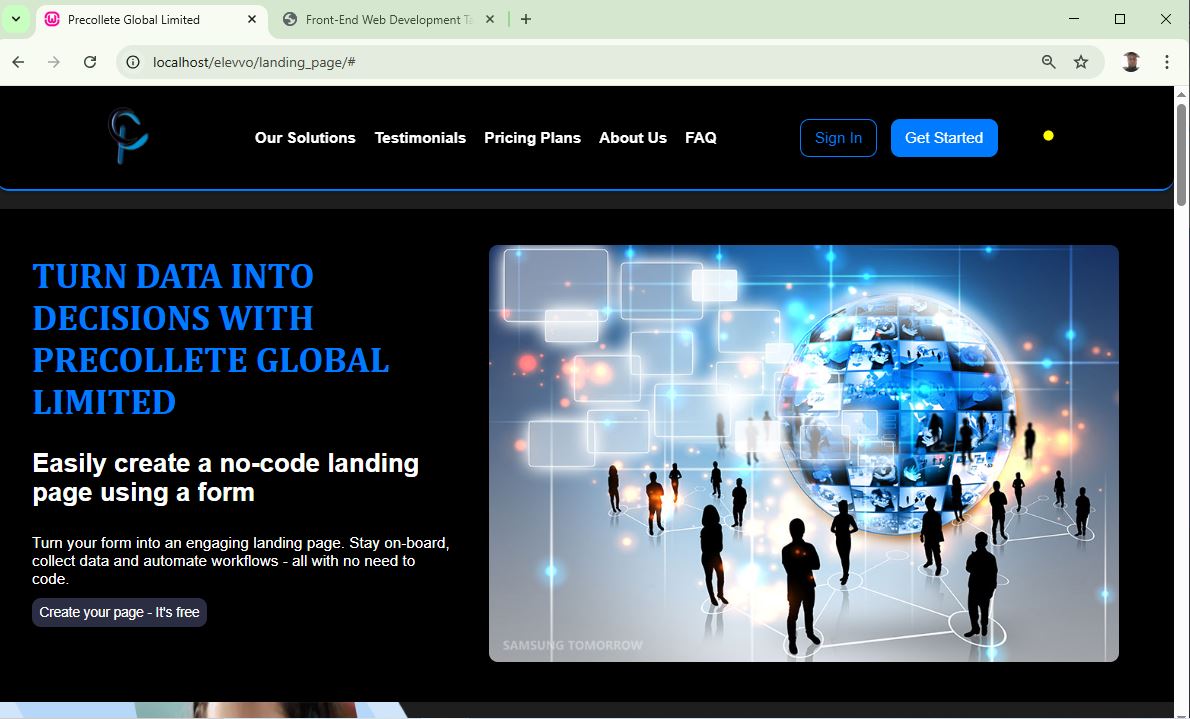 Precollete Global Limited
Front-End Web Development Ta
localhost/elevvo/landing_page/#
Our Solutions Testimonials Pricing Plans About Us FAQ Sign In Get Started
TURN DATA INTO
DECISIONS WITH
PRECOLLETE GLOBAL
LIMITED
Easily create a no-code landing
page using a form
Turn your form into an engaging landing page. Stay on-board,
collect data and automate workflows - all with no need to
code.
Create your page - It's free
SAMSUNG TOMORROW